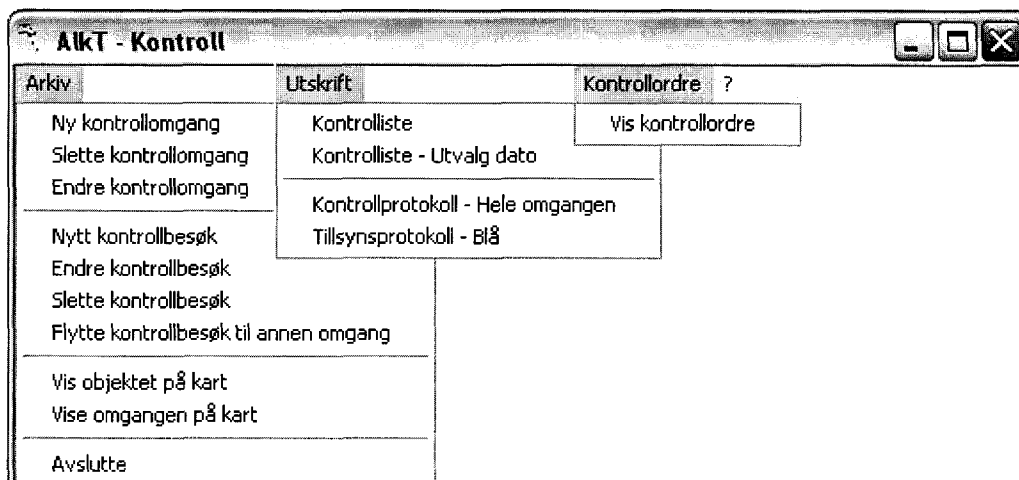 AlkT - Kontroll
Arkiv Utskrift Kontrollordre ?
Ny kontrollomgang
Slette kontrollomgang
Endre kontrollomgang
Nytt kontrollbesøk
Endre kontrollbesøk
Slette kontrollbesøk
Flytte kontrollbesøk til annen omgang
Vis objektet på kart
Vise omgangen på kart
Avslutte
Kontrolliste
Kontrolliste - Utvalg dato
Kontrollprotokoll - Hele omgangen
Tillsynsprotokoll - Blå
Vis kontrollordre